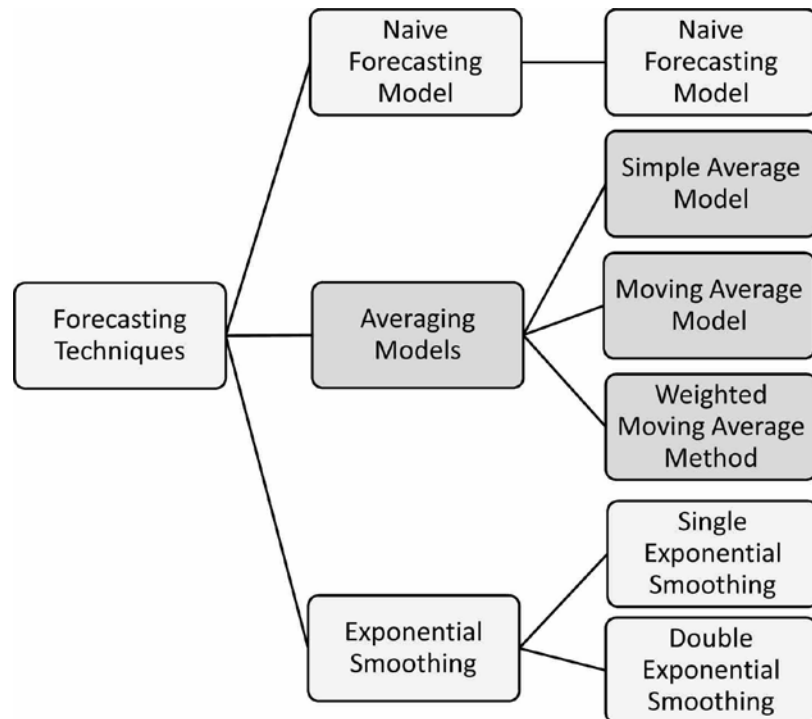 Naive
Forecasting
Model
Naive
Forecasting
Model
Simple Average
Model
Forecasting
Techniques
Averaging
Models
Moving Average
Model
Weighted
Moving Average
Method
Exponential
Smoothing
Single
Exponential
Smoothing
Double
Exponential
Smoothing